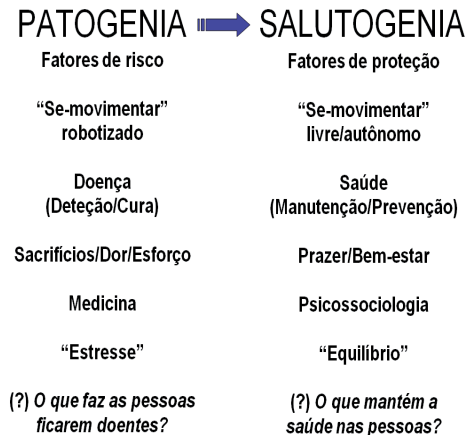 PATOGENIA SALUTOGENIA
Fatores de risco
Fatores de proteção
“Se-movimentar”
robotizado
“Se-movimentar”
livre/autônomo
Doença
(Deteção/Cura)
Saúde
(Manutenção/Prevenção)
Sacrifícios/Dor/Esforço
Prazer/Bem-estar
Medicina
Psicossociologia
“Estresse”
“Equilíbrio”
(?) O que faz as pessoas
ficarem doentes?
(?) O que mantém a
saúde nas pessoas?